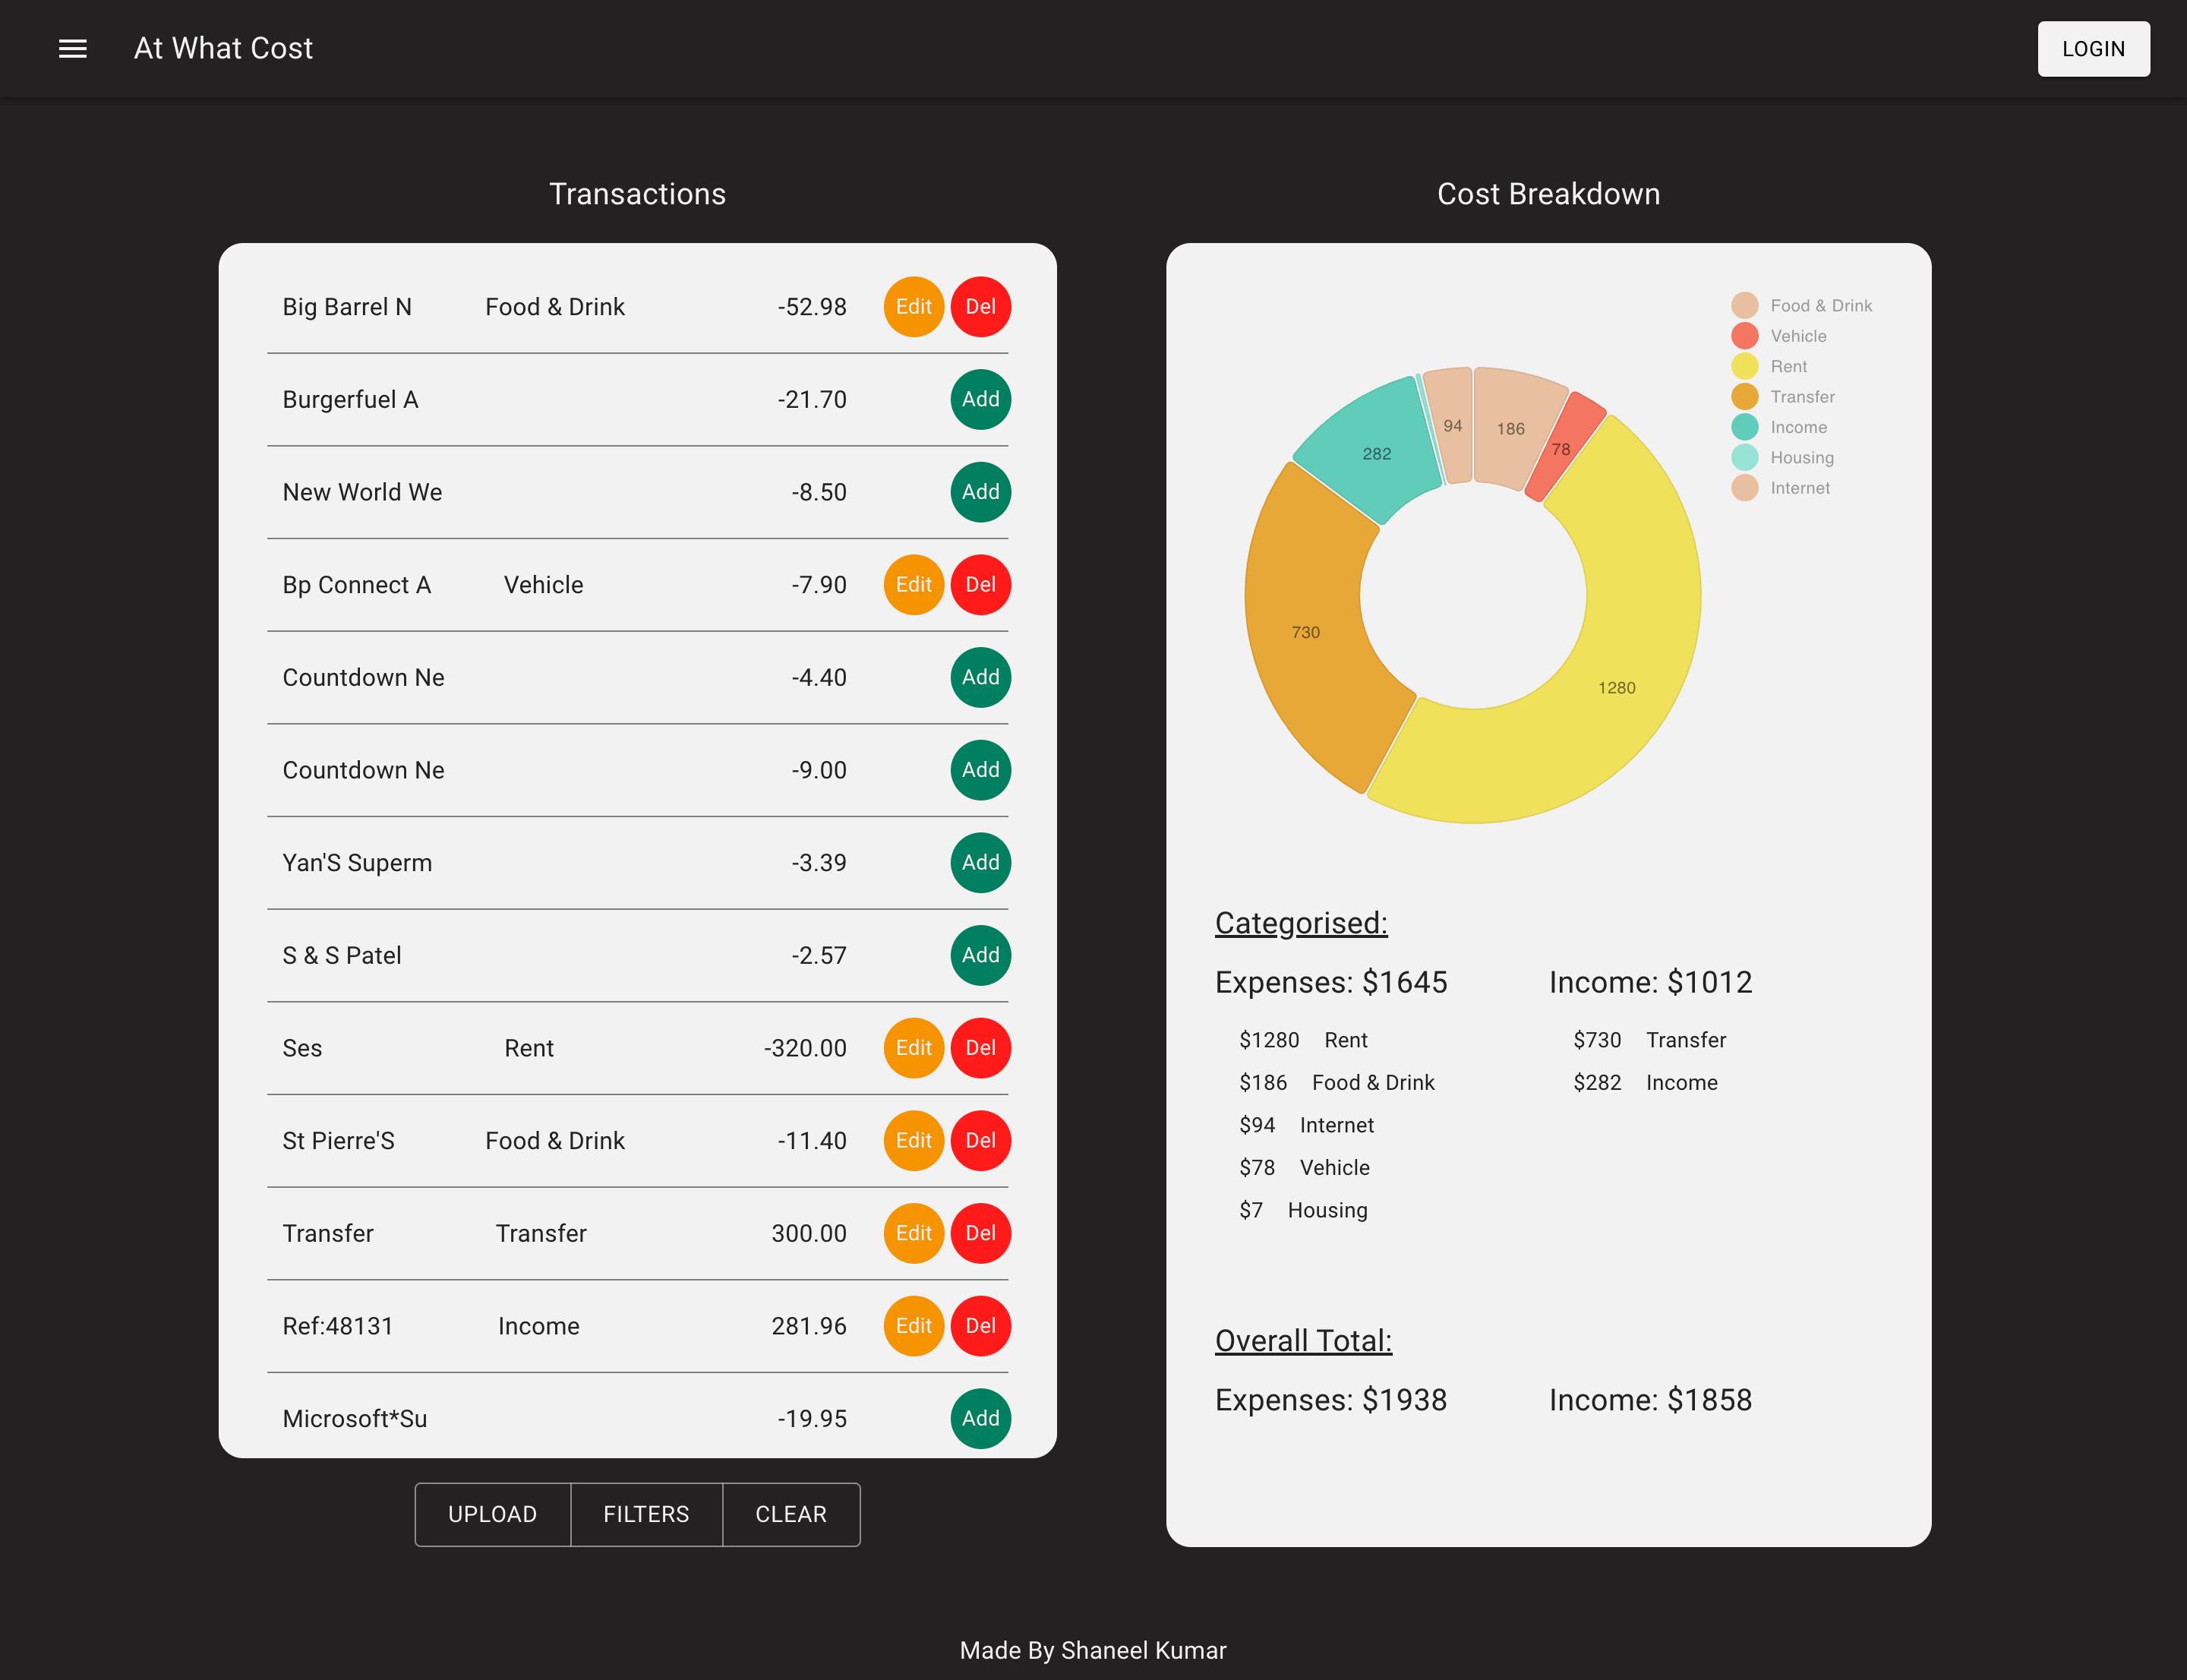 At What Cost
LOGIN
Transactions
Big Barrel N Food & Drink -52.98 Edit Del
Burgerfuel A -21.70 Add
New World We -8.50 Add
Bp Connect A Vehicle -7.90 Edit Del
Countdown Ne -4.40 Add
Countdown Ne -9.00 Add
Yan'S Superm -3.39 Add
S & S Patel -2.57 Add
Ses Rent -320.00 Edit Del
St Pierre'S Food & Drink -11.40 Edit Del
Transfer Transfer 300.00 Edit Del
Ref:48131 Income 281.96 Edit Del
Microsoft*Su -19.95 Add
UPLOAD FILTERS CLEAR
Cost Breakdown
Food & Drink
Vehicle
Rent
Transfer
Income
Housing
Internet
94
186
78
282
730
1280
Categorised:
Expenses: $1645 Income: $1012
$1280 Rent $730 Transfer
$186 Food & Drink $282 Income
$94 Internet
$78 Vehicle
$7 Housing
Overall Total:
Expenses: $1938 Income: $1858
Made By Shaneel Kumar